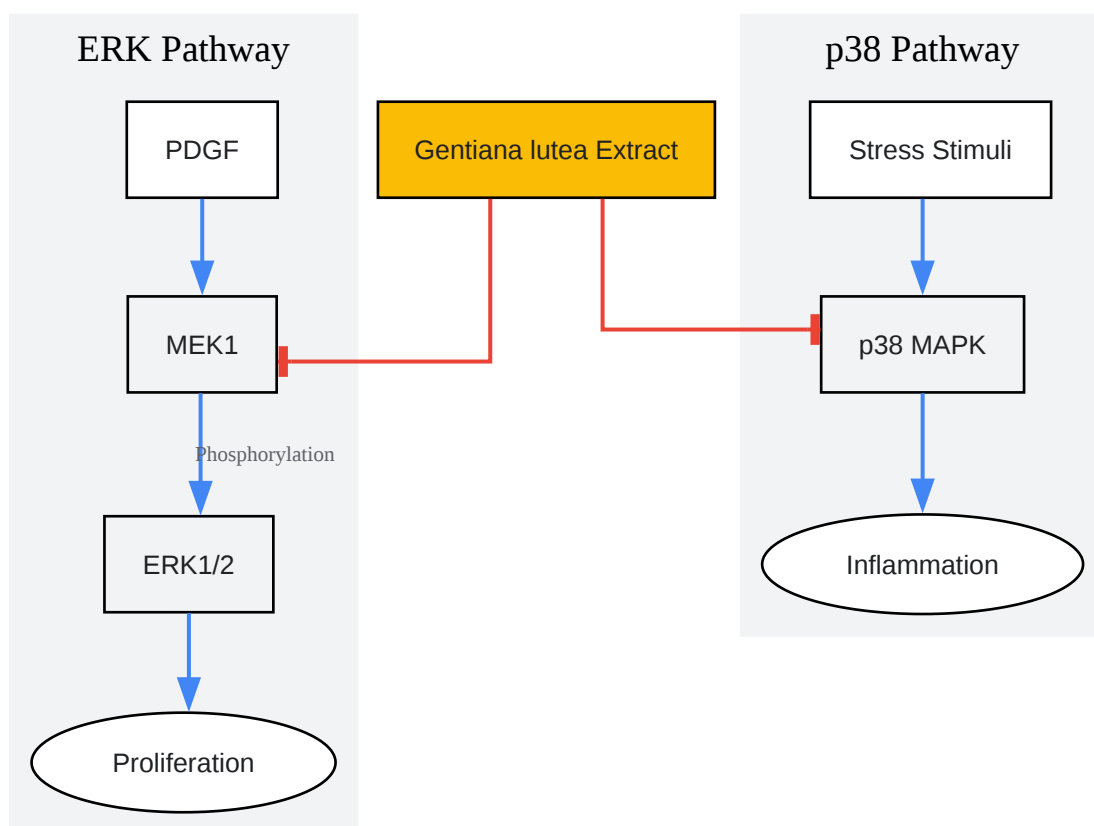 ERK Pathway
PDGF
MEK1
Phosphorylation
ERK1/2
Proliferation
Gentiana lutea Extract
p38 Pathway
Stress Stimuli
p38 MAPK
Inflammation